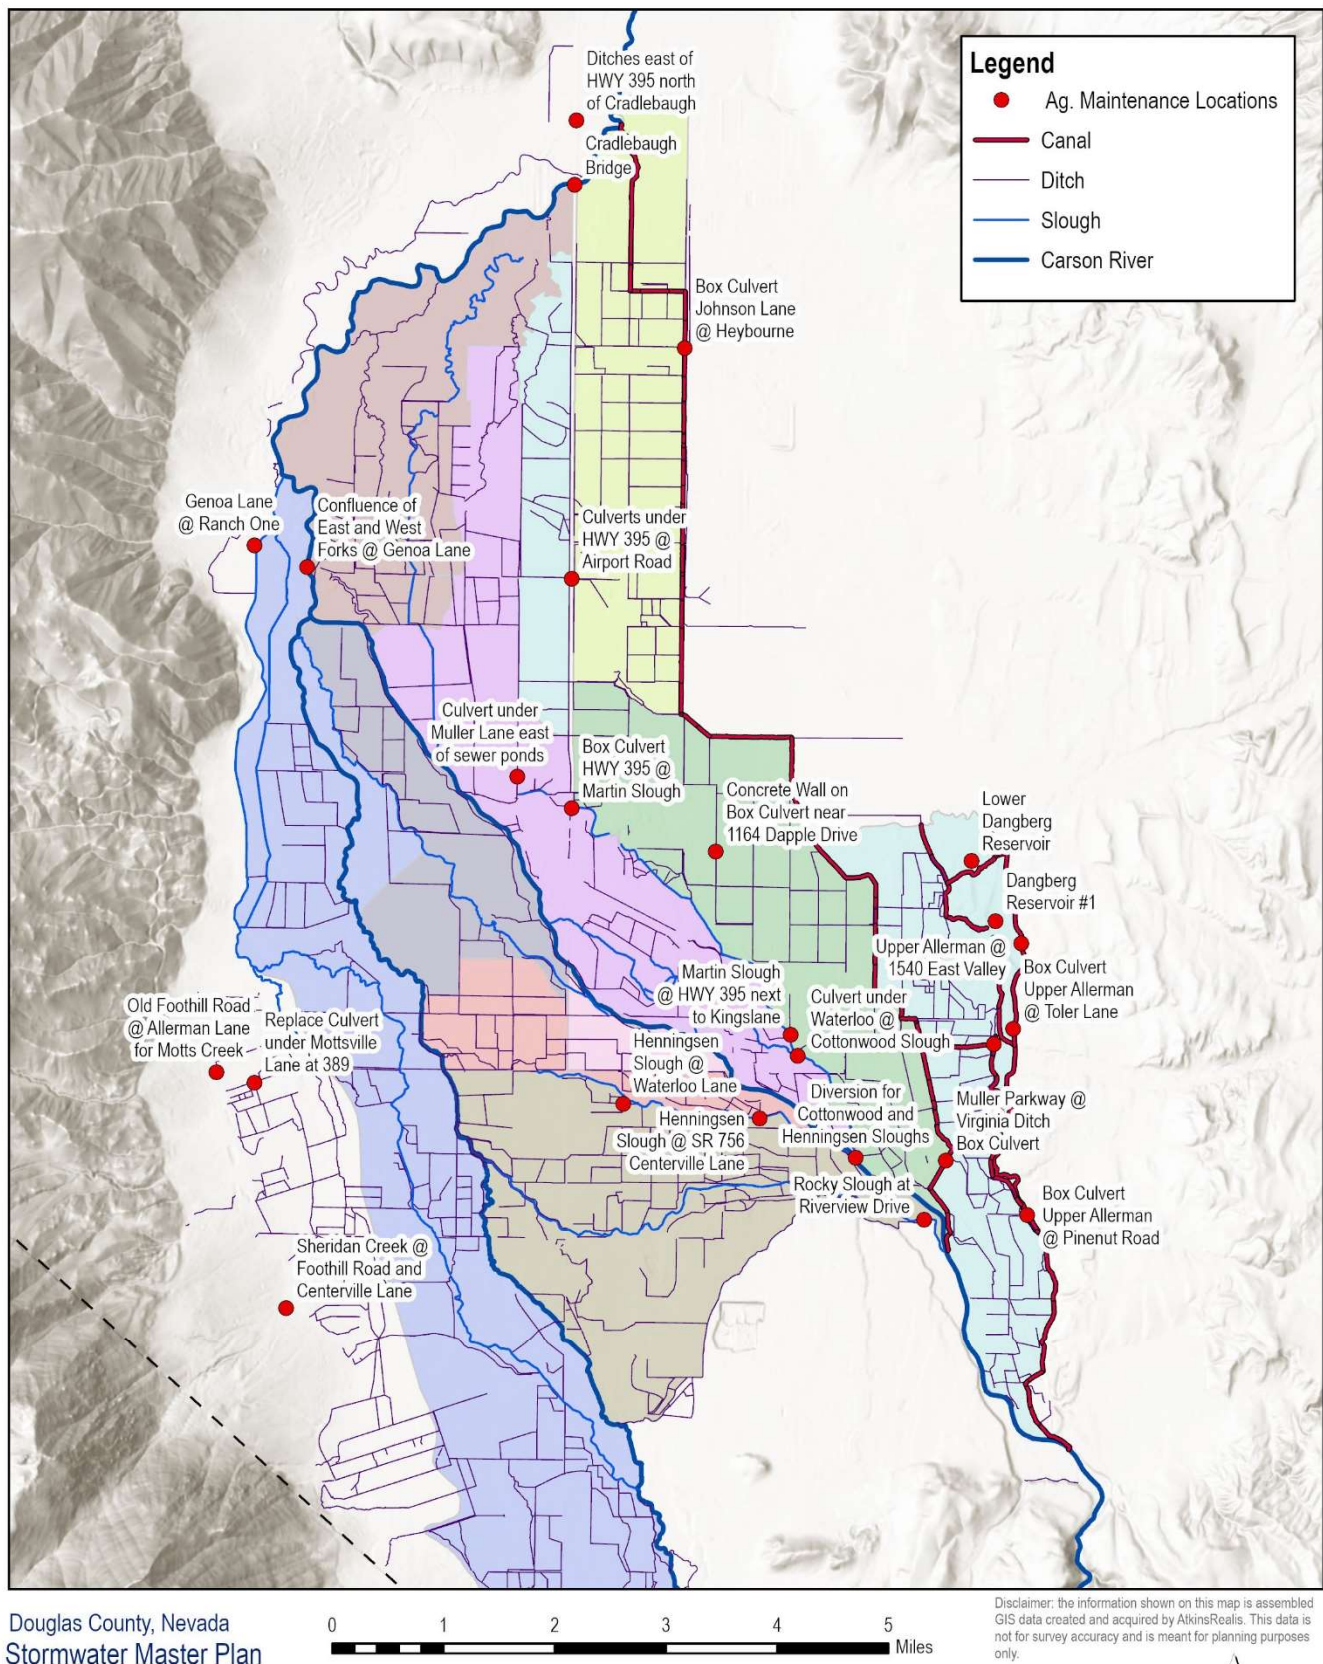 Ditches east of
HWY 395 north
of Cradlebaugh
Cradlebaugh
Bridge
Legend
Ag. Maintenance Locations
Canal
Ditch
Slough
Carson River
Box Culvert
Johnson Lane
@ Heybourne
Genoa Lane
@ Ranch One
Confluence of
East and West
Forks @ Genoa Lane
Culverts under
HWY 395 @
Airport Road
Culvert under
Muller Lane east
of sewer ponds
Box Culvert
HWY 395 @
Martin Slough
Concrete Wall on
Box Culvert near
1164 Dapple Drive
Lower
Dangberg
Reservoir
Dangberg
Reservoir #1
Upper Allerman @
1540 East Valley
Box Culvert
Upper Allerman
@ Toler Lane
Martin Slough
@ HWY 395 next
to Kingslane
Culvert under
Waterloo @
Cottonwood Slough
Old Foothill Road
@ Allerman Lane
for Motts Creek
Replace Culvert
under Mottsville
Lane at 389
Henningsen
Slough @
Waterloo Lane
Henningsen
Slough @ SR 756
Centerville Lane
Diversion for
Cottonwood and
Henningsen Sloughs
Muller Parkway @
Virginia Ditch
Box Culvert
Rocky Slough at
Riverview Drive
Box Culvert
Upper Allerman
@ Pinenut Road
Sheridan Creek @
Foothill Road and
Centerville Lane
Douglas County, Nevada
Stormwater Master Plan
0 1 2 3 4 5
Miles
Disclaimer: the information shown on this map is assembled
GIS data created and acquired by AtkinsRealis. This data is
not for survey accuracy and is meant for planning purposes
only.